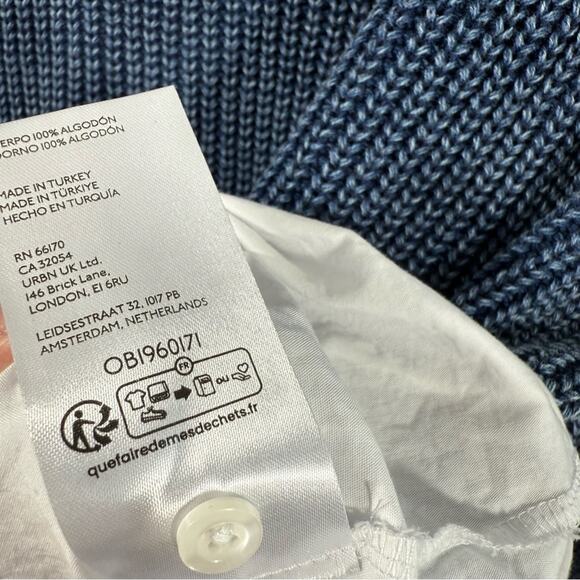 ERPO 100% ALGODÓN
DORNO 100% ALGODÓN
MADE IN TURKEY
MADE IN TÜRKIYE
HECHO EN TURQUÍA
RN 66170
CA 32054
URBN UK Ltd.
146 Brick Lane,
LONDON, E1 6RU
LEIDSESTRAAT 32, 1017 PB
AMSTERDAM, NETHERLANDS
OB1960171
FR
OU
quefairedemesdechets.fr